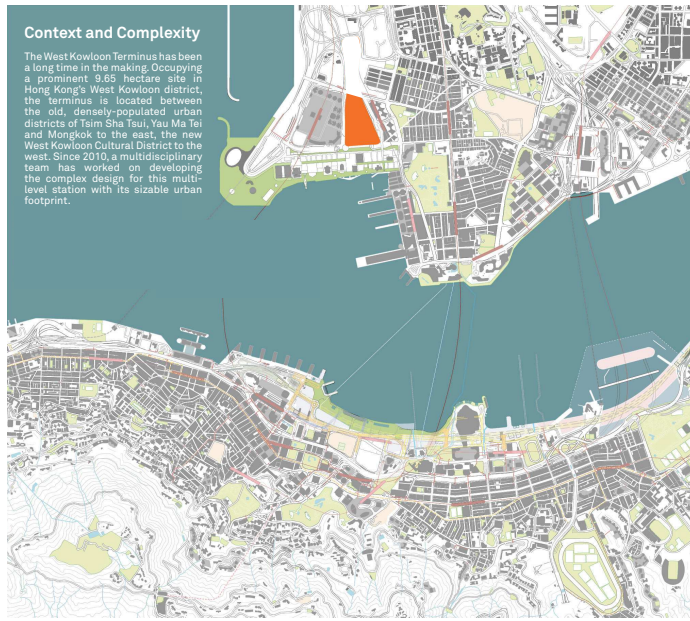 Context and Complexity
The West Kowloon Terminus has been
a long time in the making. Occupying
a prominent 9.65 hectare site in
Hong Kong's West Kowloon district,
the terminus is located between
the old, densely-populated urban
districts of Tsim Sha Tsui, Yau Ma Tei
and Mongkok to the east, the new
West Kowloon Cultural District to the
west. Since 2010, a multidisciplinary
team has worked on developing
the complex design for this multi-
level station with its sizable urban
footprint.